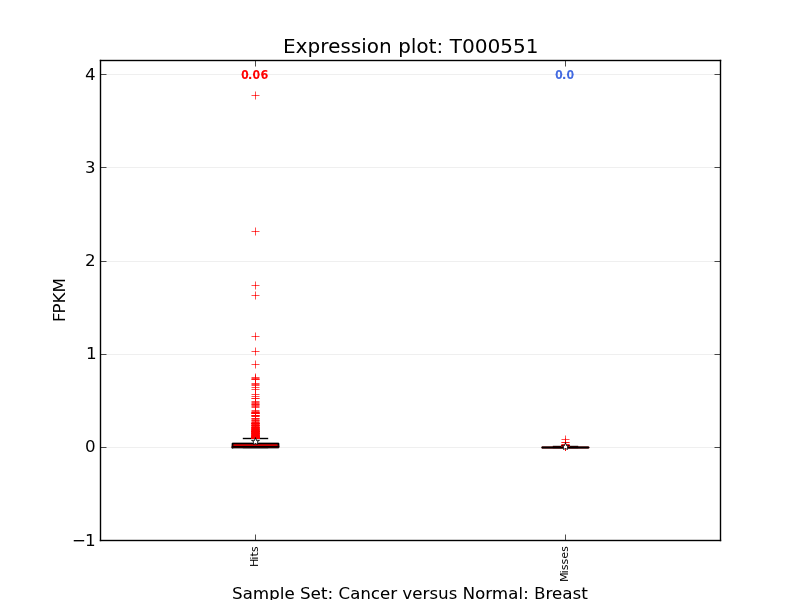 Expression plot: T000551
0.06
0.0
4
3
2
1
0
−1
FPKM
Hits
Misses
Sample Set: Cancer versus Normal: Breast